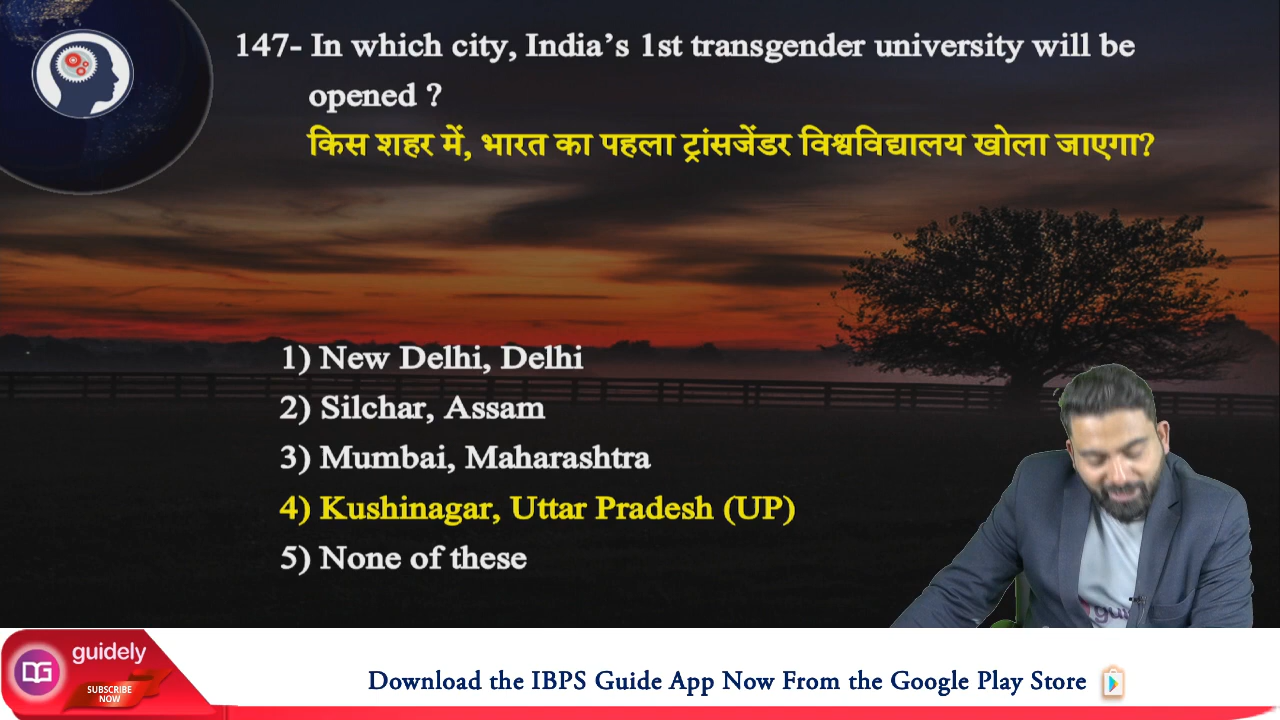 147- In which city, India’s 1st transgender university will be
opened ?
किस शहर में, भारत का पहला ट्रांसजेंडर विश्वविद्यालय खोला जाएगा?
1) New Delhi, Delhi
2) Silchar, Assam
3) Mumbai, Maharashtra
4) Kushinagar, Uttar Pradesh (UP)
5) None of these
guidely
SUBSCRIBE
NOW
Download the IBPS Guide App Now From the Google Play Store